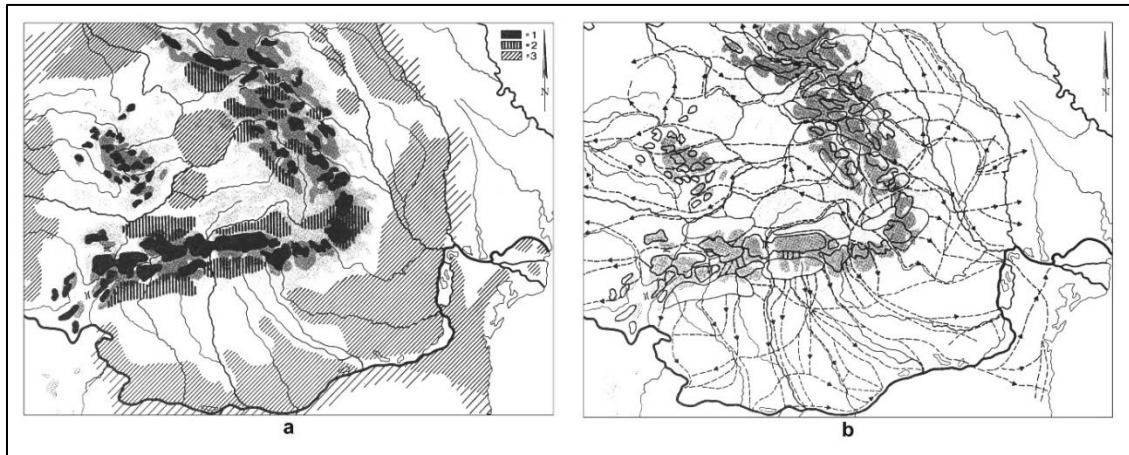 = 1
= 2
= 3
N
N
a
b